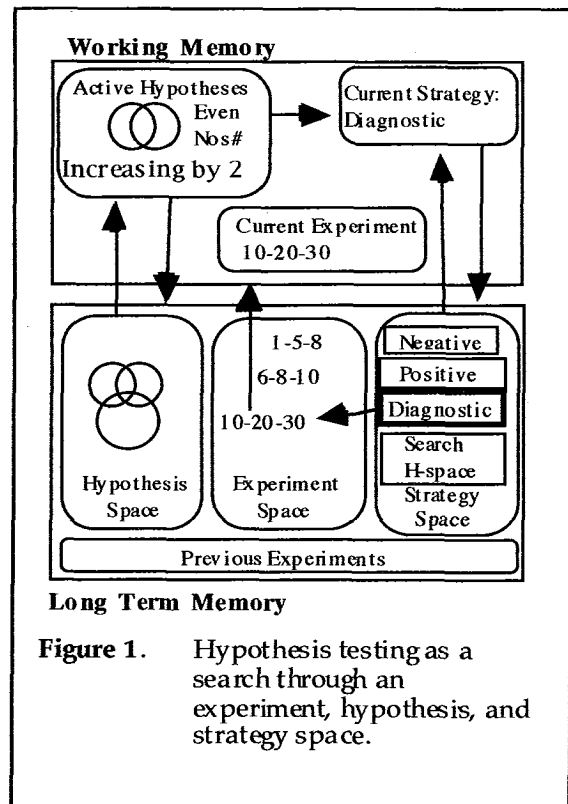 Working Memory
Active Hypotheses
Even
Nos#
Increasing by 2
Current Strategy:
Diagnostic
Current Experiment
10-20-30
1-5-8
6-8-10
10-20-30
Hypothesis
Space
Experiment
Space
Negative
Positive
Diagnostic
Search
H-space
Strategy
Space
Previous Experiments
Long Term Memory
Figure 1. Hypothesis testing as a
search through an
experiment, hypothesis, and
strategy space.